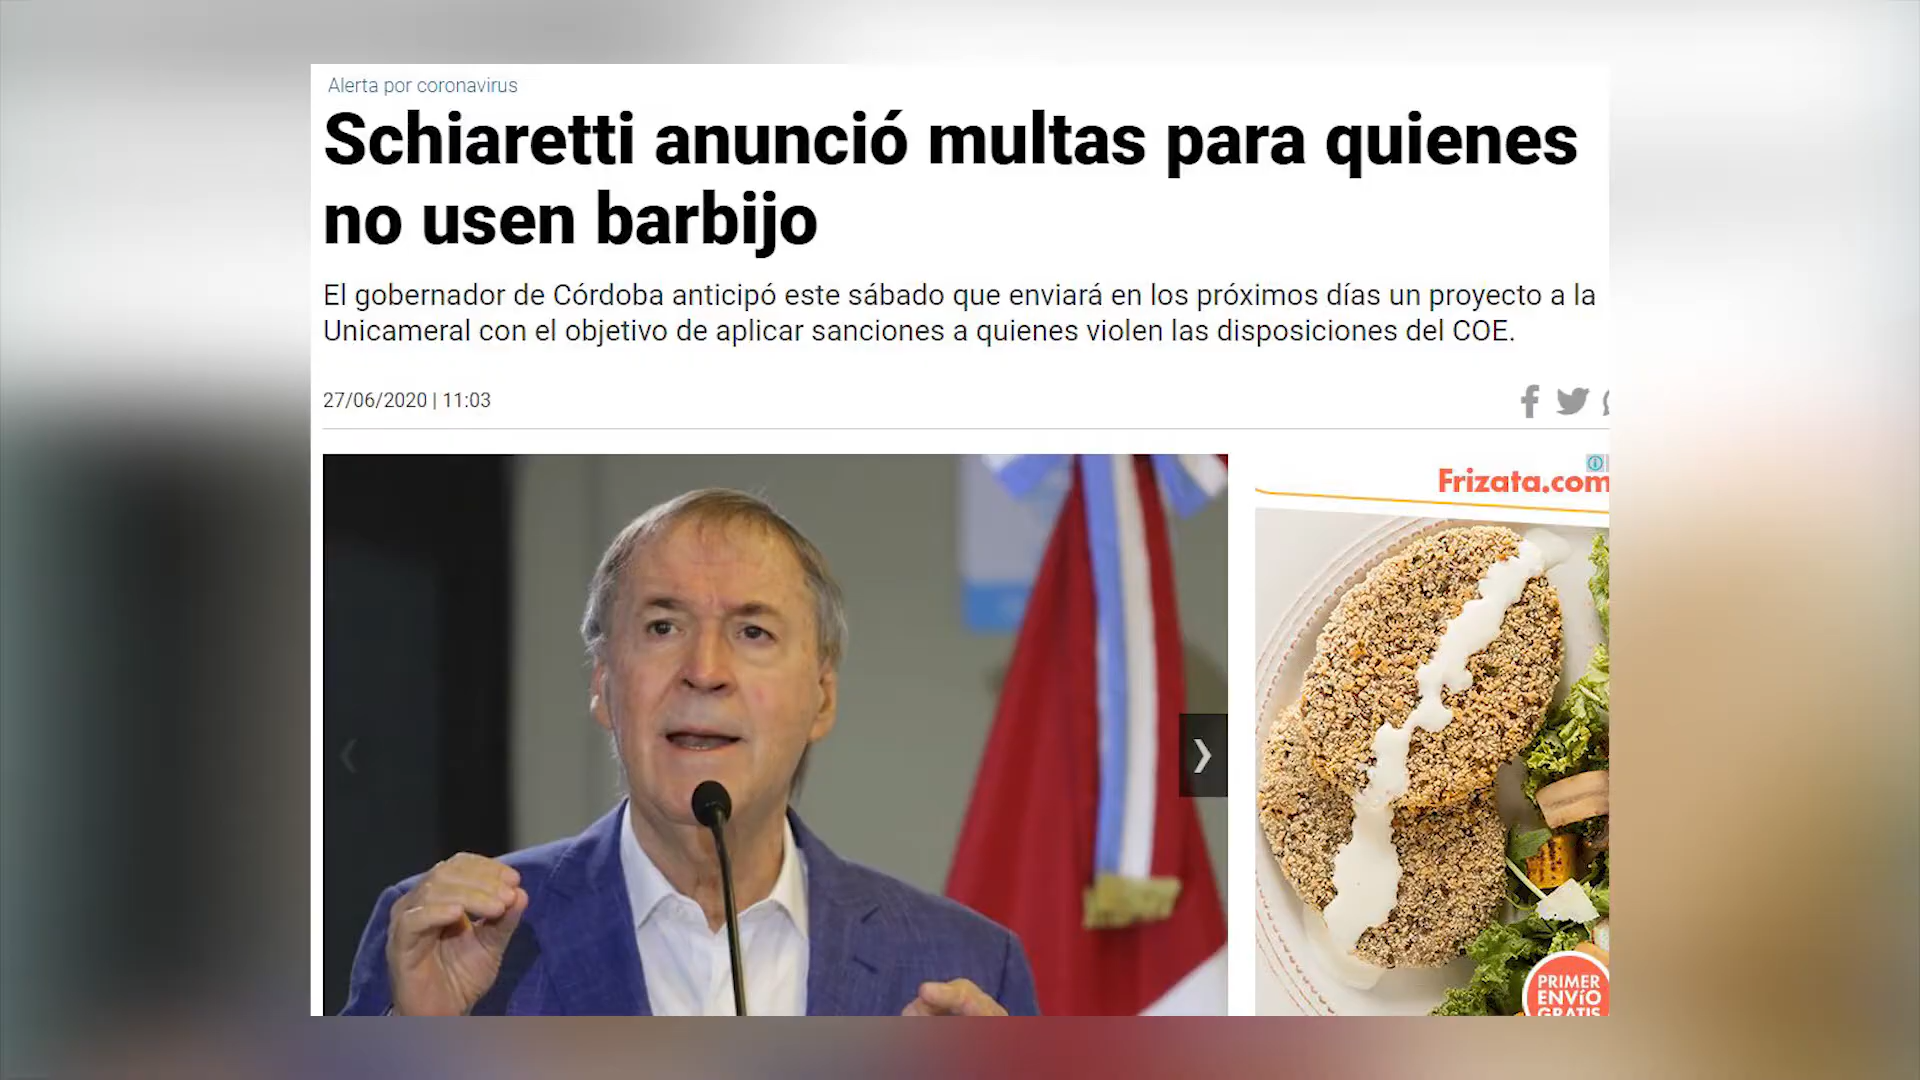 Alerta por coronavirus
Schiaretti anunció multas para quienes
no usen barbijo
El gobernador de Córdoba anticipó este sábado que enviará en los próximos días un proyecto a la
Unicameral con el objetivo de aplicar sanciones a quienes violen las disposiciones del COE.
27/06/2020 | 11:03
Frizata.com
PRIMER
ENVÍO
GRATIS